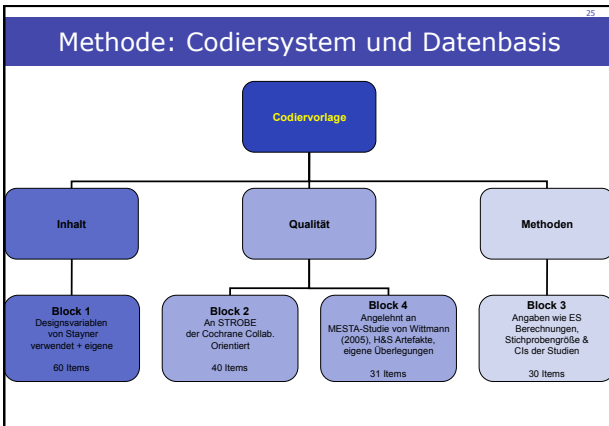 25
Methode: Codiersystem und Datenbasis
Codiervorlage
Inhalt
Qualität
Methoden
Block 1
Designsvariablen
von Stayner
verwendet + eigene
60 Items
Block 2
An STROBE
der Cochrane Collab.
Orientiert
40 Items
Block 4
Angelehnt an
MESTA-Studie von Wittmann
(2005), H&S Artefakte,
eigene Überlegungen
31 Items
Block 3
Angaben wie ES
Berechnungen,
Stichprobengröße &
CIs der Studien
30 Items